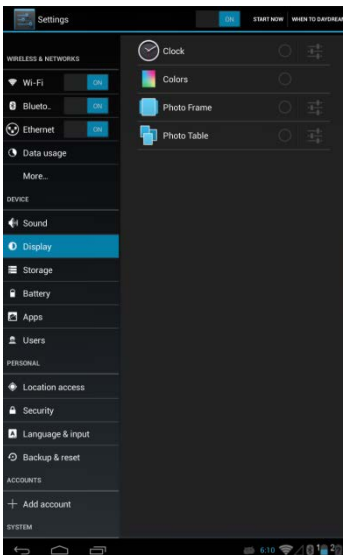 Settings
ON
START NOW
WHEN TO DAYDREAM
WIRELESS & NETWORKS
Wi-Fi ON
Blueto.. ON
Ethernet ON
Data usage
More...
DEVICE
Sound
Display
Storage
Battery
Apps
Users
PERSONAL
Location access
Security
Language & input
Backup & reset
ACCOUNTS
Add account
SYSTEM
Clock
Colors
Photo Frame
Photo Table
6:10